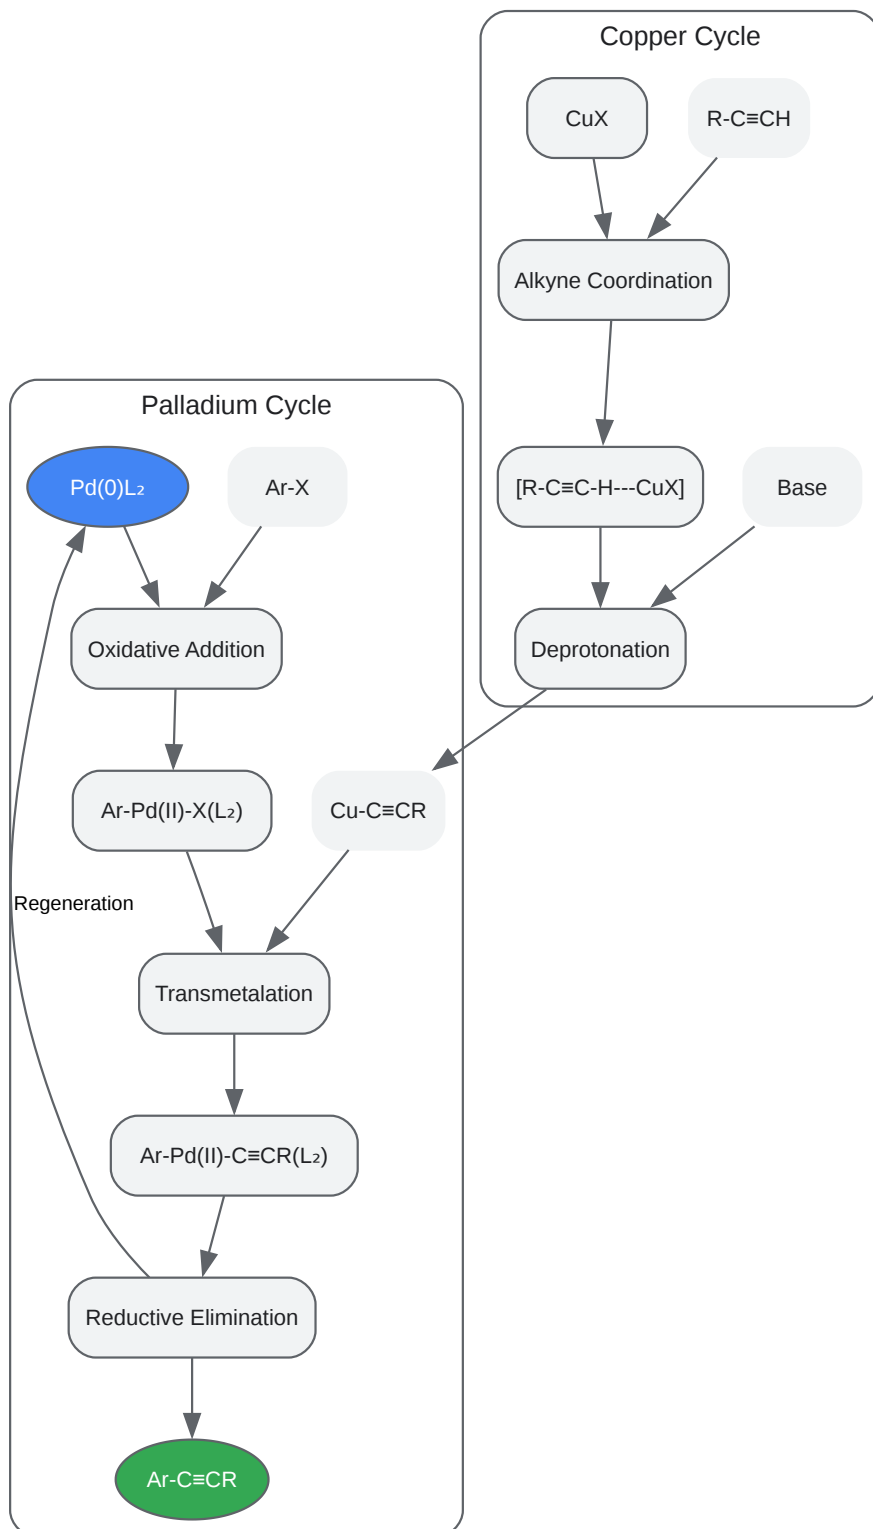 Copper Cycle
CuX
R-C≡CH
Alkyne Coordination
[R-C≡C-H---CuX]
Base
Deprotonation
Palladium Cycle
Pd(0)L₂
Ar-X
Oxidative Addition
Ar-Pd(II)-X(L₂)
Cu-C≡CR
Regeneration
Transmetalation
Ar-Pd(II)-C≡CR(L₂)
Reductive Elimination
Ar-C≡CR